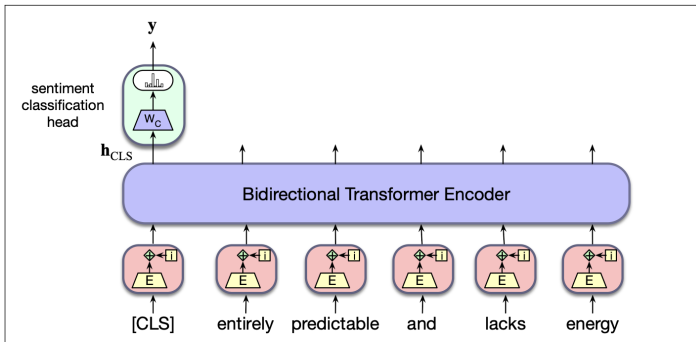 y
sentiment
classification
head
W_C
h_CLS
Bidirectional Transformer Encoder
i i i i i i
E E E E E E
[CLS] entirely predictable and lacks energy